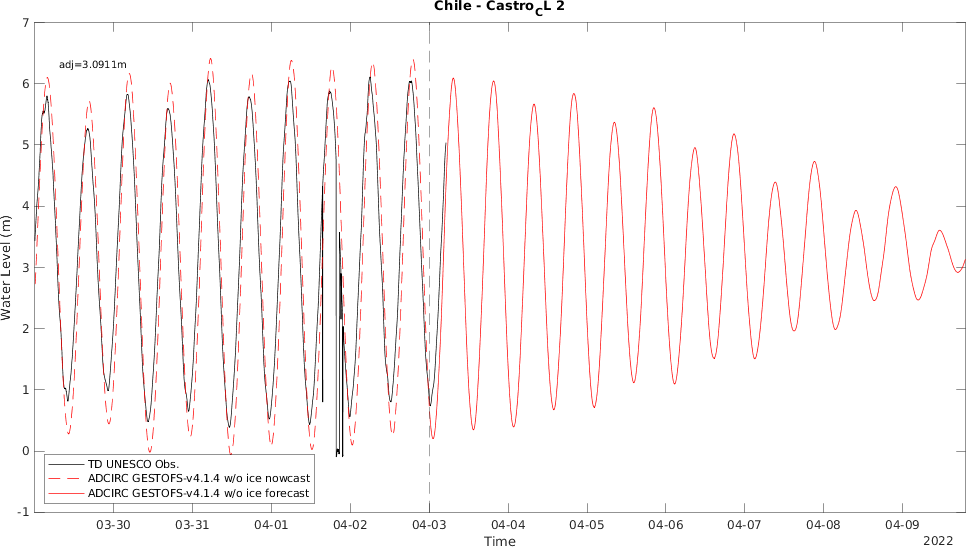 Chile - CastroCL 2
7
adj=3.0911m
6
5
4
3
2
1
0
-1
Water Level (m)
TD UNESCO Obs.
ADCIRC GESTOFS-v4.1.4 w/o ice nowcast
ADCIRC GESTOFS-v4.1.4 w/o ice forecast
03-30 03-31 04-01 04-02 04-03 04-04 04-05 04-06 04-07 04-08 04-09
Time
2022